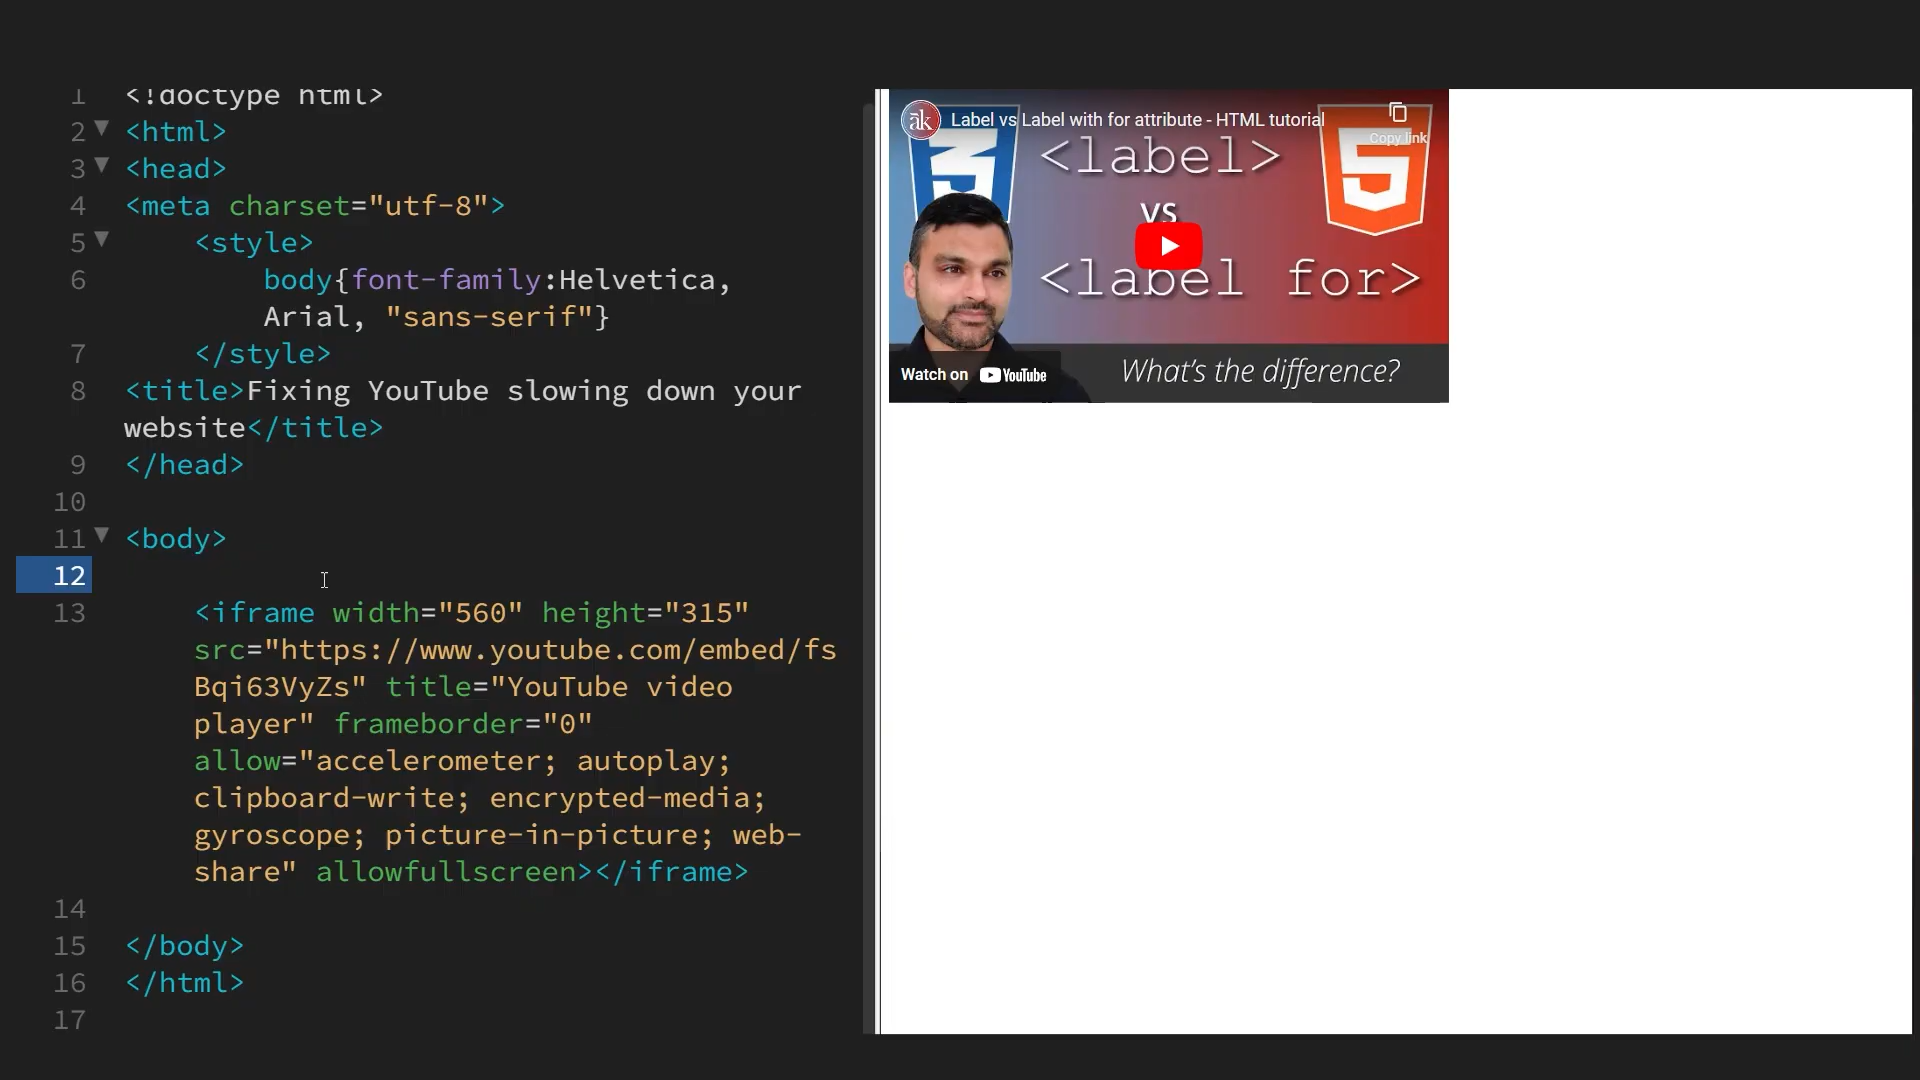 1 <!doctype html>
2 <html>
3 <head>
4 <meta charset="utf-8">
5 <style>
6 body{font-family:Helvetica,
Arial, "sans-serif"}
7 </style>
8 <title>Fixing YouTube slowing down your
website</title>
9 </head>
10
11 <body>
12
13 <iframe width="560" height="315"
src="https://www.youtube.com/embed/fs
Bqi63VyZs" title="YouTube video
player" frameborder="0"
allow="accelerometer; autoplay;
clipboard-write; encrypted-media;
gyroscope; picture-in-picture; web-
share" allowfullscreen></iframe>
14
15 </body>
16 </html>
17
āk
Label vs Label with for attribute - HTML tutorial
Copy link
3
5
<label>
vs
<label for>
Watch on YouTube
What's the difference?